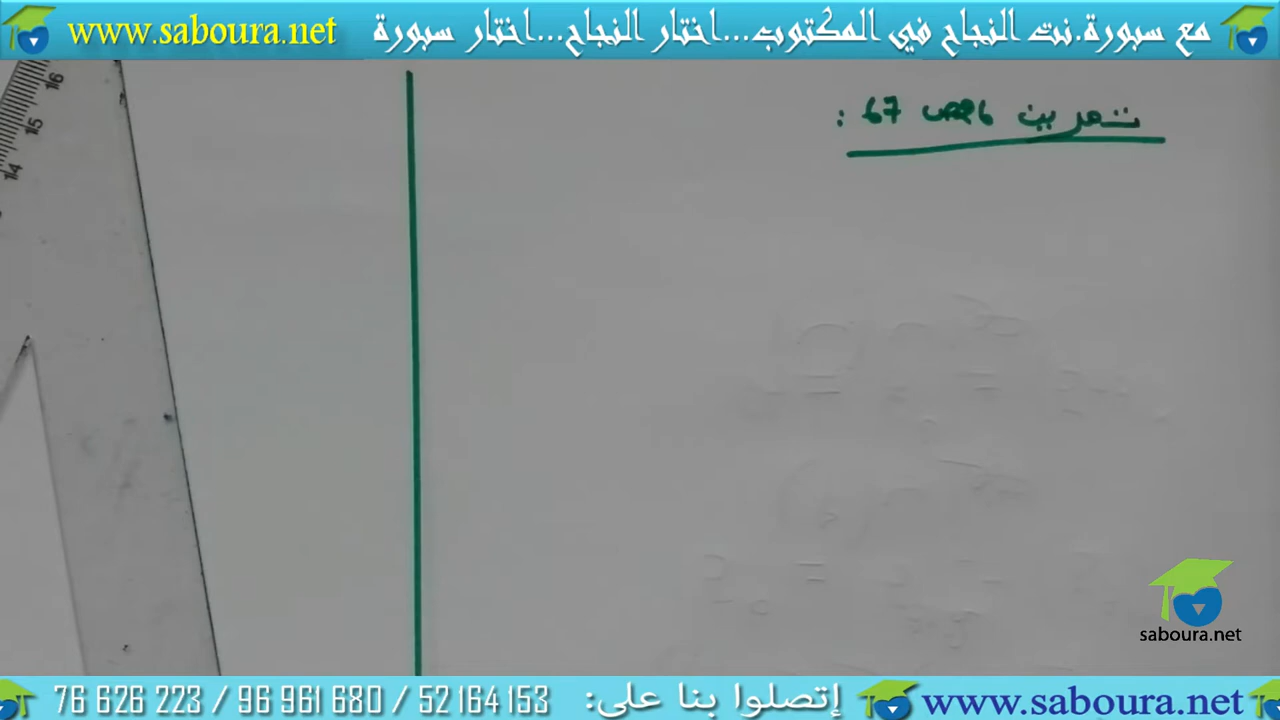 www.saboura.net مع سبورة.نت النجاح في المكتوب...اختار النجاح...اختار سبورة
تمرين 6 ص 67 :
16
15
14
saboura.net
76 626 223 / 96 961 680 / 52 164 153 إتصلوا بنا على: www.saboura.net